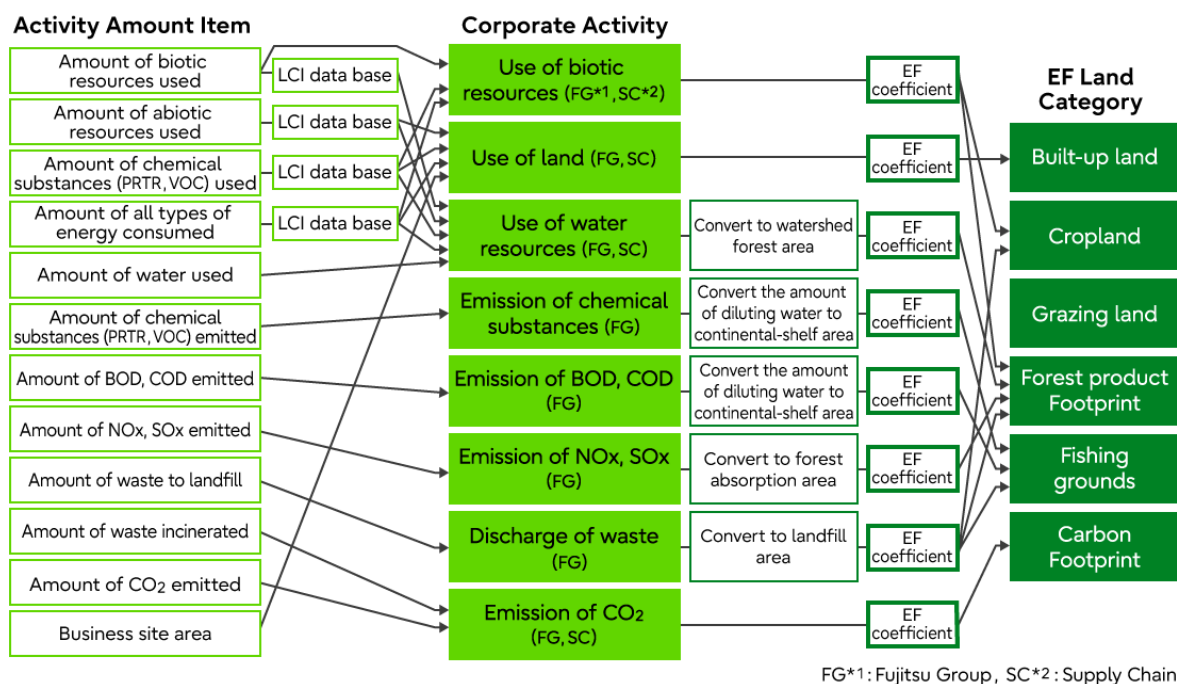 Activity Amount Item
Amount of biotic
resources used
Amount of abiotic
resources used
Amount of chemical
substances (PRTR, VOC) used
Amount of all types of
energy consumed
Amount of water used
Amount of chemical
substances (PRTR, VOC) emitted
Amount of BOD, COD emitted
Amount of NOx, SOx emitted
Amount of waste to landfill
Amount of waste incinerated
Amount of CO2 emitted
Business site area
LCI data base
LCI data base
LCI data base
LCI data base
Corporate Activity
Use of biotic
resources (FG*1, SC*2)
Use of land (FG, SC)
Use of water
resources (FG, SC)
Emission of chemical
substances (FG)
Emission of BOD, COD
(FG)
Emission of NOx, SOx
(FG)
Discharge of waste
(FG)
Emission of CO2
(FG, SC)
Convert to watershed
forest area
Convert the amount
of diluting water to
continental-shelf area
Convert the amount
of diluting water to
continental-shelf area
Convert to forest
absorption area
Convert to landfill
area
EF
coefficient
EF
coefficient
EF
coefficient
EF
coefficient
EF
coefficient
EF
coefficient
EF
coefficient
EF
coefficient
EF Land
Category
Built-up land
Cropland
Grazing land
Forest product
Footprint
Fishing
grounds
Carbon
Footprint
FG*1: Fujitsu Group, SC*2: Supply Chain